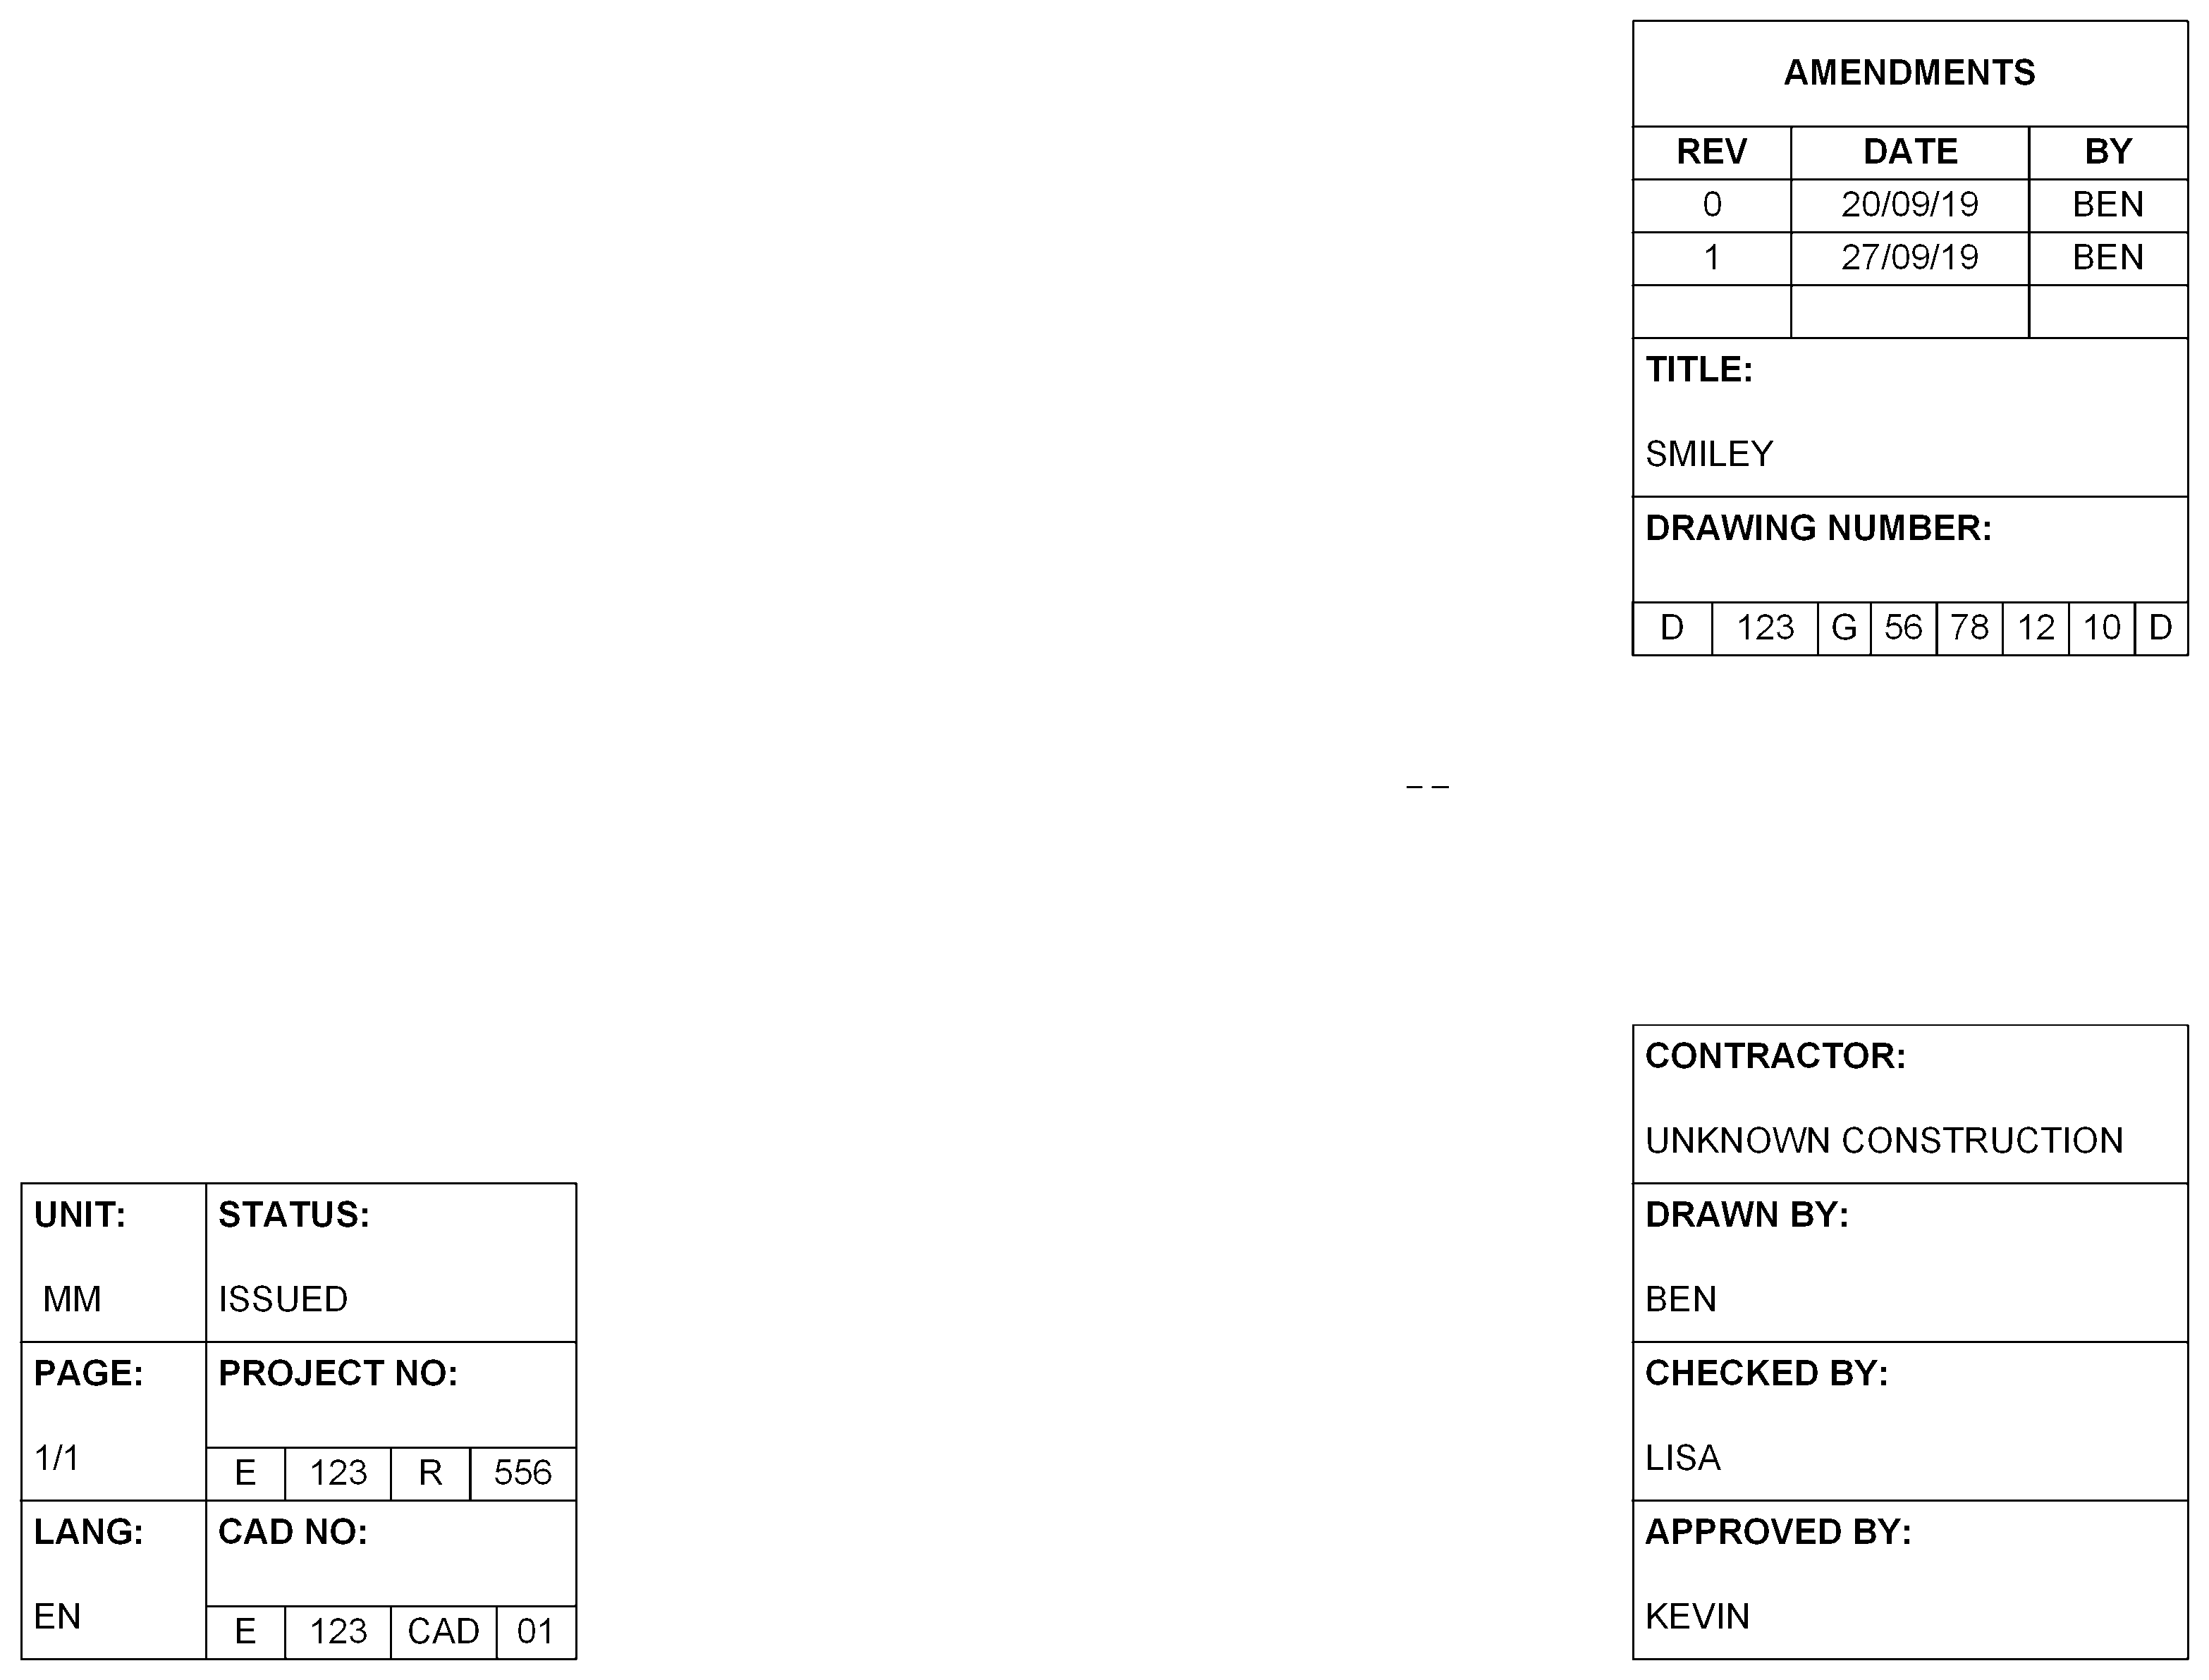 AMENDMENTS
REV DATE BY
0 20/09/19 BEN
1 27/09/19 BEN
TITLE:
SMILEY
DRAWING NUMBER:
D 123 G 56 78 12 10 D
– –
CONTRACTOR:
UNKNOWN CONSTRUCTION
DRAWN BY:
BEN
CHECKED BY:
LISA
APPROVED BY:
KEVIN
UNIT: STATUS:
MM ISSUED
PAGE: PROJECT NO:
1/1 E 123 R 556
LANG: CAD NO:
EN E 123 CAD 01